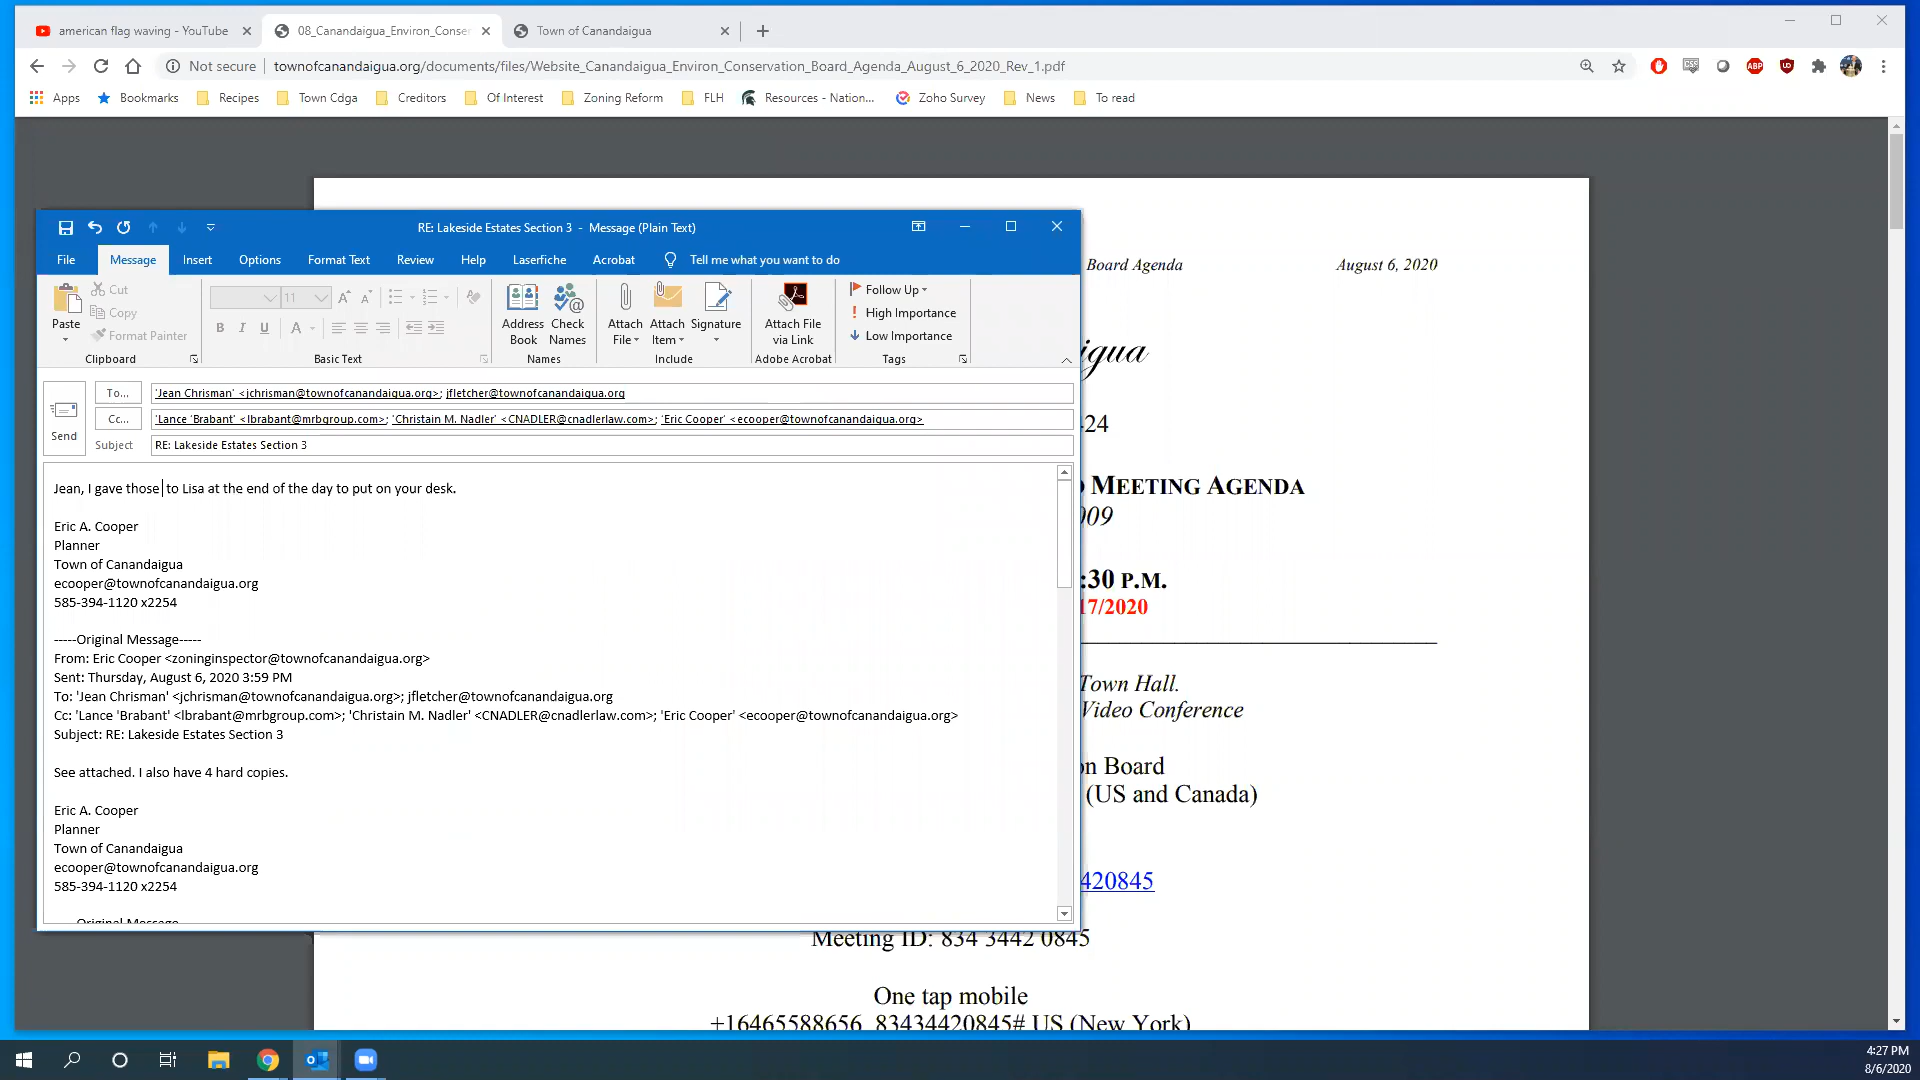 american flag waving - YouTube
08_Canandaigua_Environ_Conser
Town of Canandaigua
Not secure
townofcanandaigua.org/documents/files/Website_Canandaigua_Environ_Conservation_Board_Agenda_August_6_2020_Rev_1.pdf
ABP
Apps
Bookmarks
Recipes
Town Cdga
Creditors
Of Interest
Zoning Reform
FLH
Resources - Nation...
Zoho Survey
News
To read
Board Agenda
August 6, 2020
igua
-24
MEETING AGENDA
009
:30 P.M.
17/2020
Town Hall.
Video Conference
on Board
(US and Canada)
420845
Meeting ID: 834 3442 0845
One tap mobile
+16465588656, 83434420845# US (New York)
RE: Lakeside Estates Section 3 - Message (Plain Text)
File
Message
Insert
Options
Format Text
Review
Help
Laserfiche
Acrobat
Tell me what you want to do
Paste
Cut
Copy
Format Painter
Clipboard
11
B I U A
Basic Text
Address Book
Check Names
Names
Attach File
Attach Item
Signature
Include
Attach File via Link
Adobe Acrobat
Follow Up
High Importance
Low Importance
Tags
Send
To...
'Jean Chrisman' <jchrisman@townofcanandaigua.org>; jfletcher@townofcanandaigua.org
Cc...
'Lance 'Brabant' <lbrabant@mrbgroup.com>; 'Christain M. Nadler' <CNADLER@cnadlerlaw.com>; 'Eric Cooper' <ecooper@townofcanandaigua.org>
Subject
RE: Lakeside Estates Section 3
Jean, I gave those to Lisa at the end of the day to put on your desk.
Eric A. Cooper
Planner
Town of Canandaigua
ecooper@townofcanandaigua.org
585-394-1120 x2254
-----Original Message-----
From: Eric Cooper <zoninginspector@townofcanandaigua.org>
Sent: Thursday, August 6, 2020 3:59 PM
To: 'Jean Chrisman' <jchrisman@townofcanandaigua.org>; jfletcher@townofcanandaigua.org
Cc: 'Lance 'Brabant' <lbrabant@mrbgroup.com>; 'Christain M. Nadler' <CNADLER@cnadlerlaw.com>; 'Eric Cooper' <ecooper@townofcanandaigua.org>
Subject: RE: Lakeside Estates Section 3
See attached. I also have 4 hard copies.
Eric A. Cooper
Planner
Town of Canandaigua
ecooper@townofcanandaigua.org
585-394-1120 x2254
Original Message
4:27 PM
8/6/2020